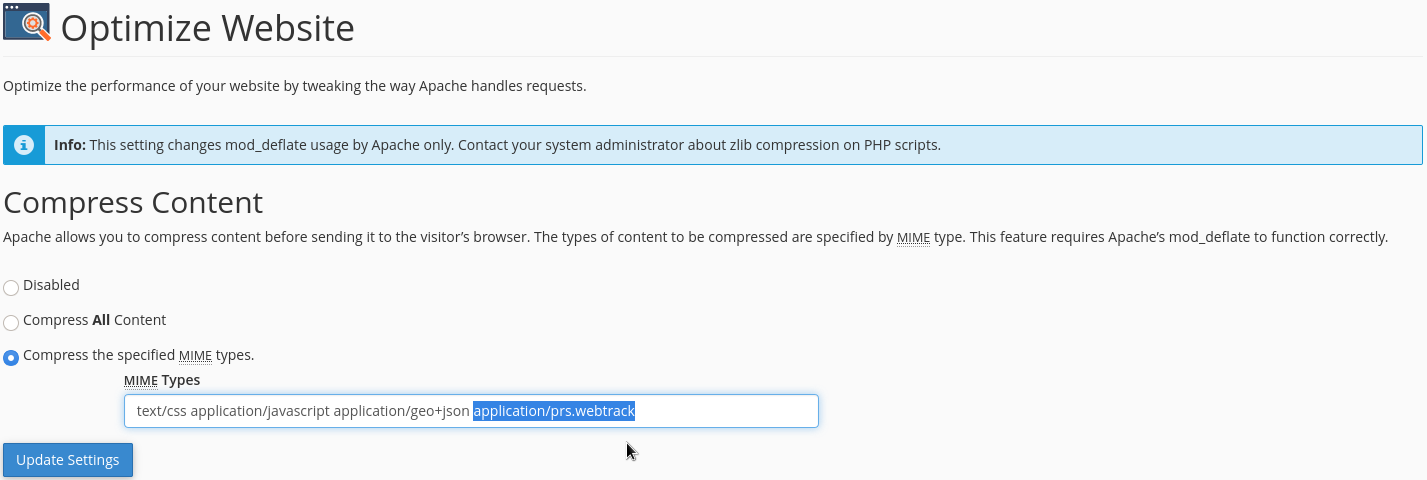 Optimize Website
Optimize the performance of your website by tweaking the way Apache handles requests.
Info: This setting changes mod_deflate usage by Apache only. Contact your system administrator about zlib compression on PHP scripts.
Compress Content
Apache allows you to compress content before sending it to the visitor’s browser. The types of content to be compressed are specified by MIME type. This feature requires Apache’s mod_deflate to function correctly.
Disabled
Compress All Content
Compress the specified MIME types.
MIME Types
text/css application/javascript application/geo+json application/prs.webtrack
Update Settings